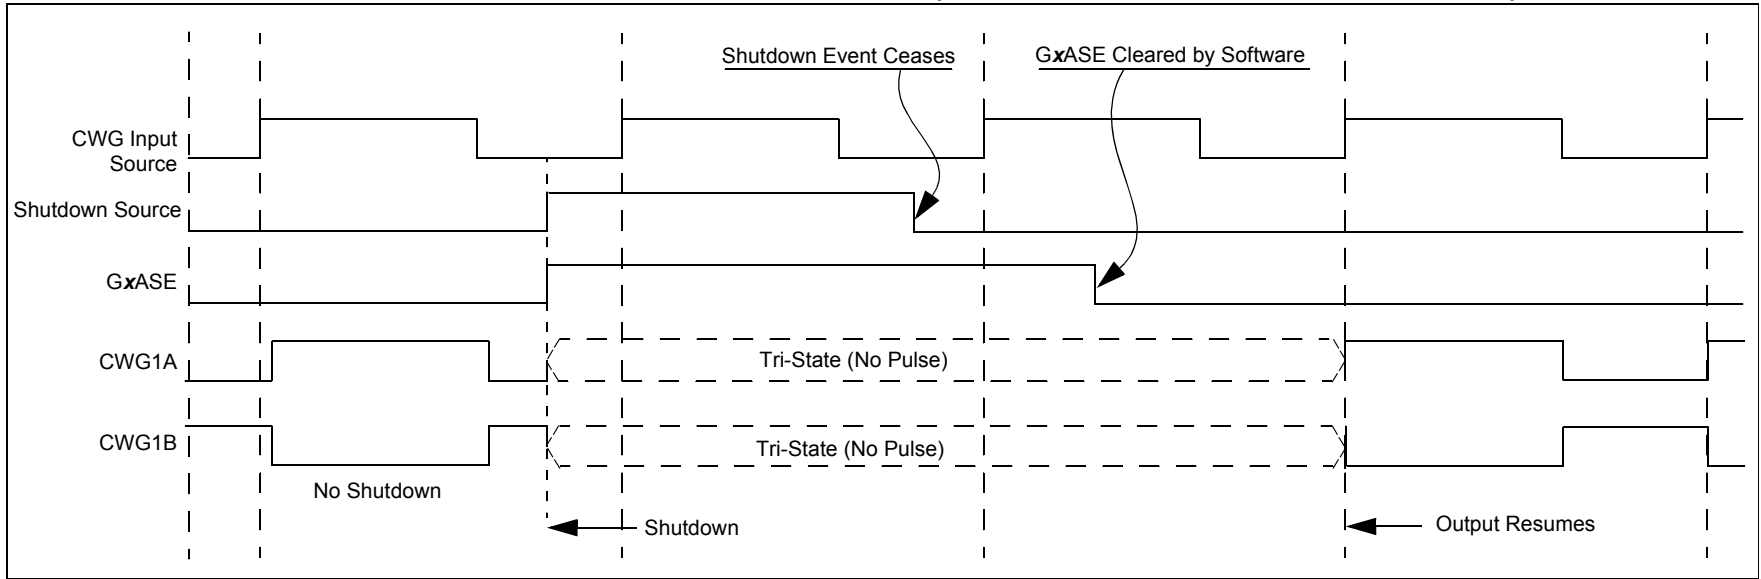 Shutdown Event Ceases
GxASE Cleared by Software
CWG Input
Source
Shutdown Source
GxASE
CWG1A
Tri-State (No Pulse)
CWG1B
Tri-State (No Pulse)
No Shutdown
Shutdown
Output Resumes